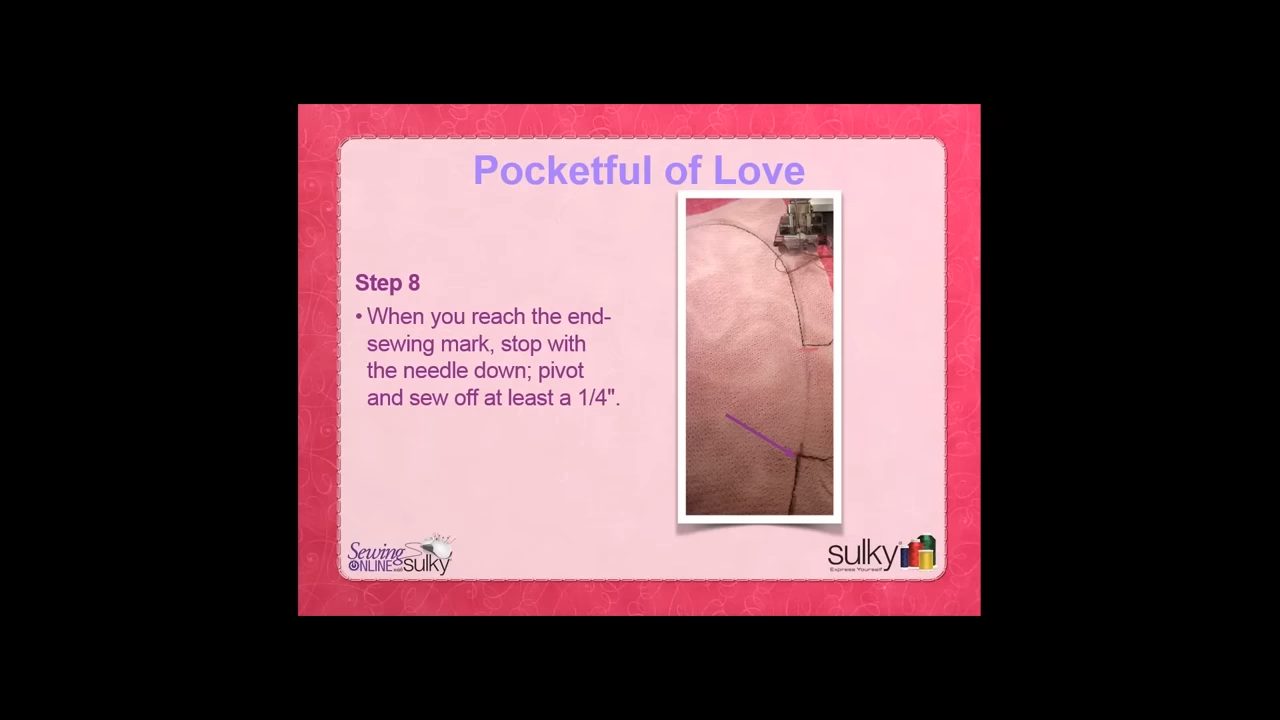 Pocketful of Love
Step 8
• When you reach the end-
sewing mark, stop with
the needle down; pivot
and sew off at least a 1/4".
Sewing
ONLINE with sulky
sulky®
Express Yourself